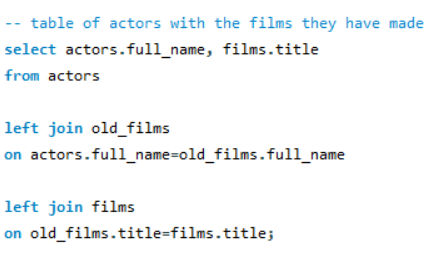 -- table of actors with the films they have made
select actors.full_name, films.title
from actors
left join old_films
on actors.full_name=old_films.full_name
left join films
on old_films.title=films.title;